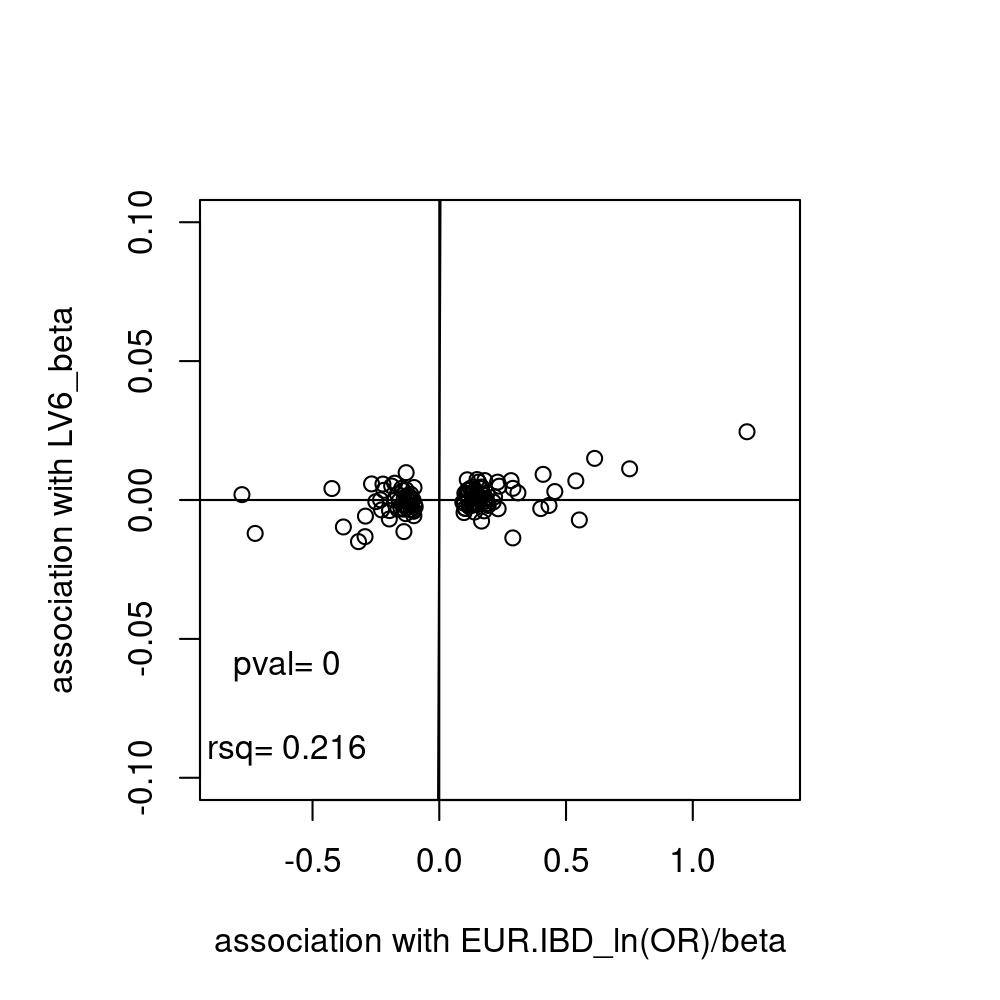 association with LV6_beta
0.10
0.05
0.00
-0.05
-0.10
pval= 0
rsq= 0.216
-0.5 0.0 0.5 1.0
association with EUR.IBD_ln(OR)/beta